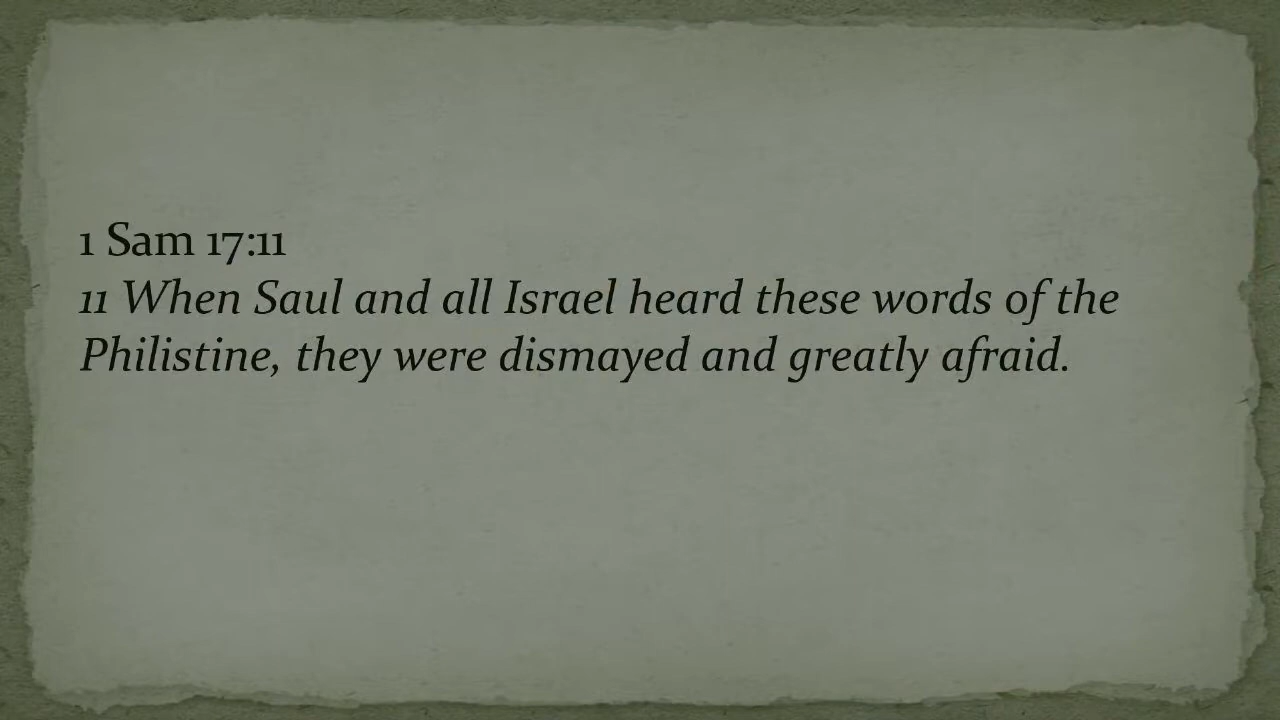 1 Sam 17:11
11 When Saul and all Israel heard these words of the
Philistine, they were dismayed and greatly afraid.